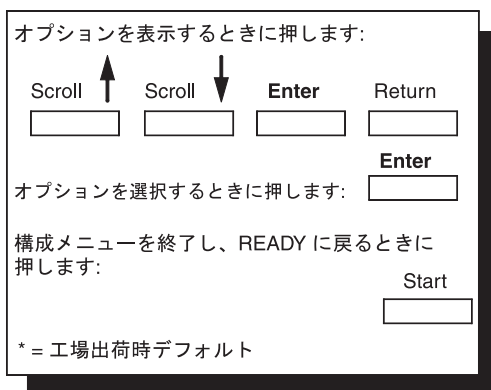 オプションを表示するときに押します:
Scroll Scroll Enter Return
Enter
オプションを選択するときに押します:
構成メニューを終了し、READY に戻るときに
押します:
Start
* = 工場出荷時デフォルト